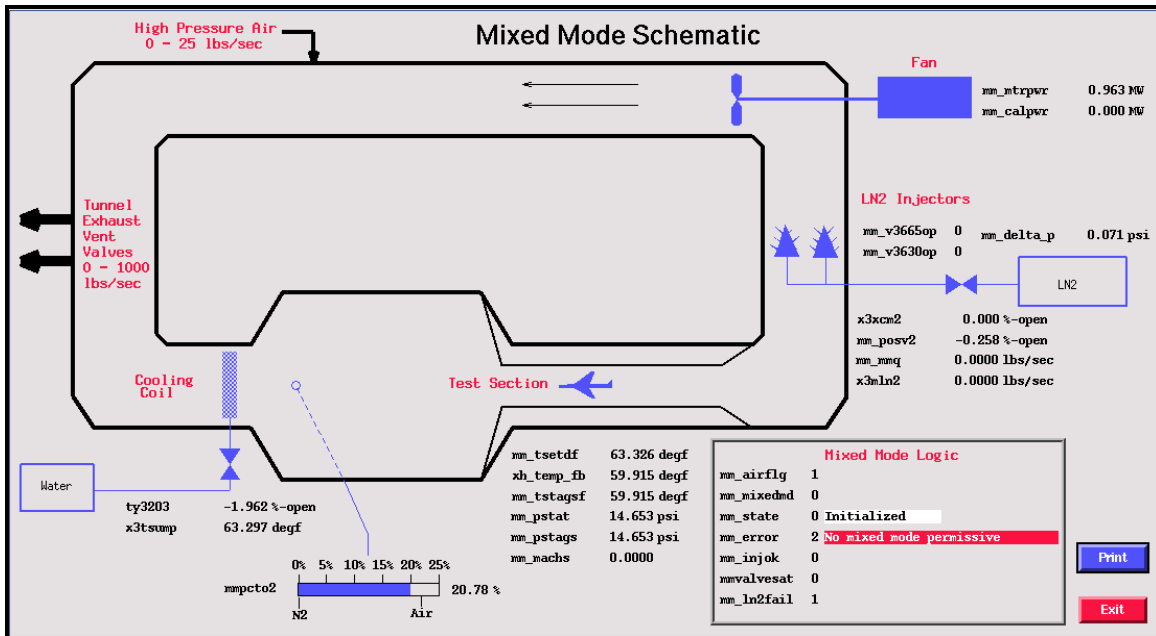 Mixed Mode Schematic
High Pressure Air
0 - 25 lbs/sec
Fan
mm_mtrpwr 0.963 MW
mm_calpwr 0.000 MW
Tunnel
Exhaust
Vent
Valves
0 - 1000
lbs/sec
LN2 Injectors
mm_v3665op 0
mm_v3630op 0
mm_delta_p 0.071 psi
LN2
x3xcm2 0.000 %-open
mm_posv2 -0.258 %-open
mm_mmq 0.0000 lbs/sec
x3mln2 0.0000 lbs/sec
Cooling
Coil
Test Section
Water
ty3203 -1.962 %-open
x3tsump 63.297 degf
mm_tsetdf 63.326 degf
xh_temp_fb 59.915 degf
mm_tstagsf 59.915 degf
mm_pstat 14.653 psi
mm_pstags 14.653 psi
mm_machs 0.0000
0% 5% 10% 15% 20% 25%
mmpcto2 20.78 %
N2 Air
Mixed Mode Logic
mm_airflg 1
mm_mixedmd 0
mm_state 0 Initialized
mm_error 2 No mixed mode permissive
mm_injok 0
mmvalvesat 0
mm_ln2fail 1
Print
Exit